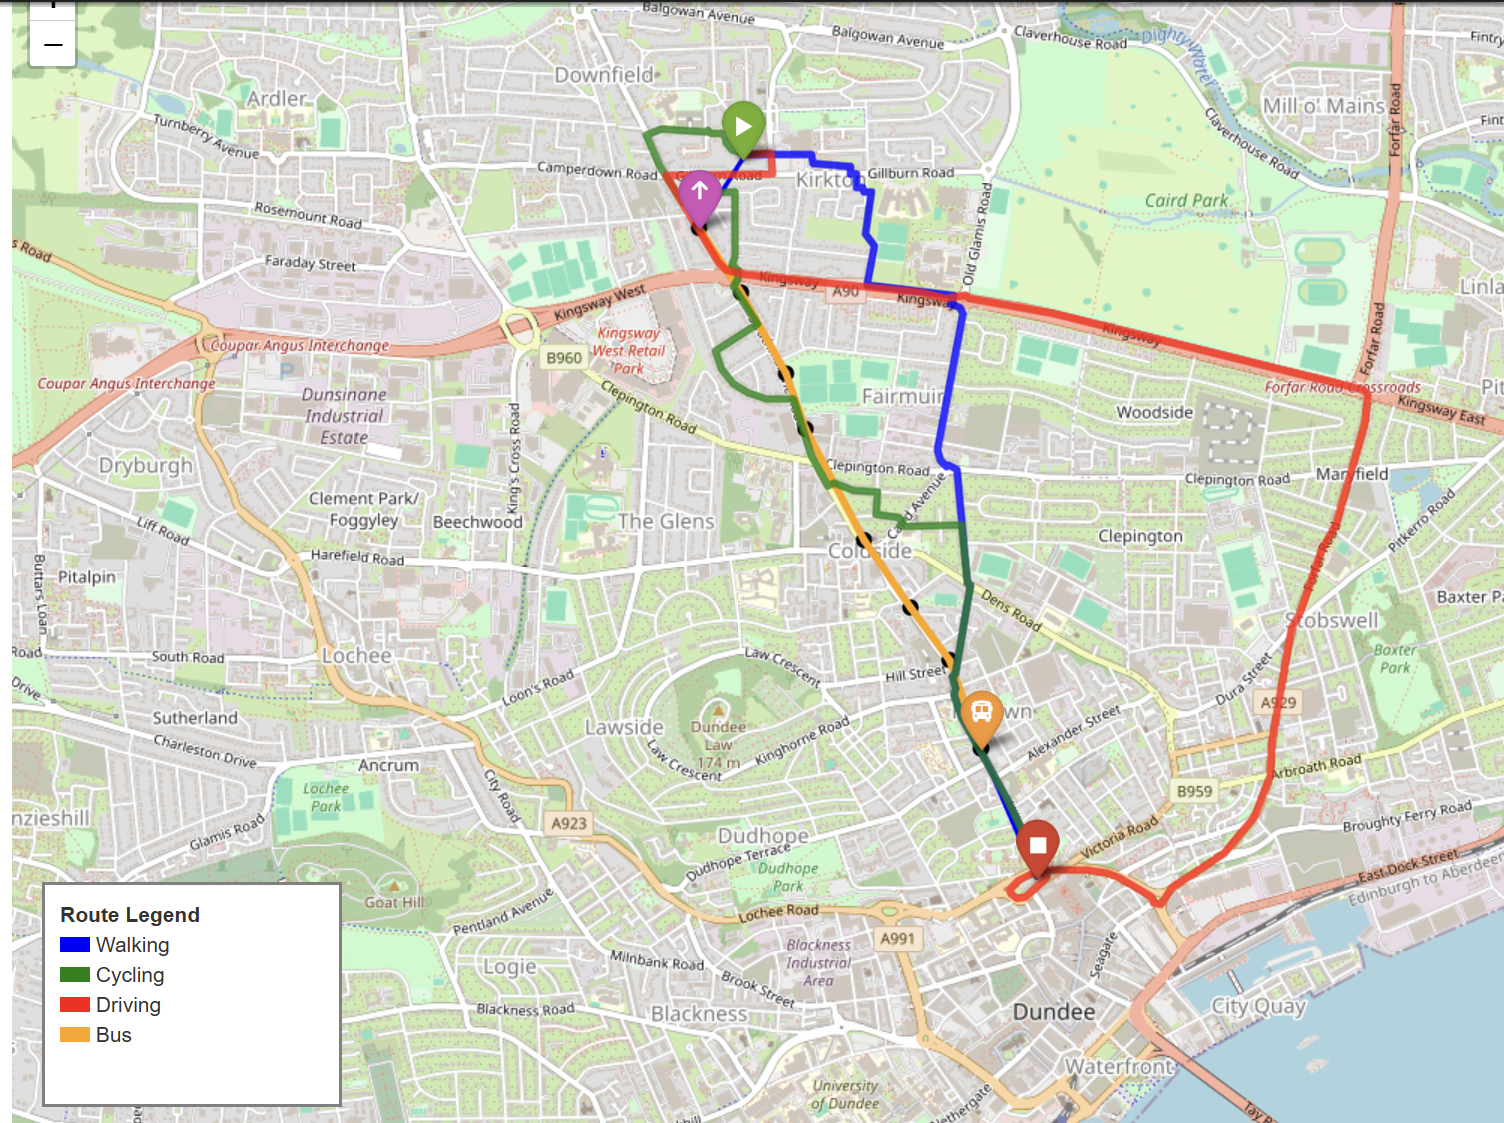 Balgowan Avenue
Balgowan Avenue
Claverhouse Road
Dighty Water
Fintry
Downfield
Ardler
Mill o' Mains
Forfar Road
Turnberry Avenue
Claverhouse Road
Camperdown Road
Kirkton
Gillburn Road
Caird Park
Rosemount Road
Old Glamis Road
s Road
Faraday Street
Kingsway
A90
Kingsway
Kingsway West
Kingsway
Forfar Road
Coupar Angus Interchange
Kingsway
West Retail
Park
B960
Coupar Angus Interchange
P
Forfar Road Crossroads
Dunsinane
Industrial
Estate
Clepington Road
Fairmuir
Woodside
Kingsway East
King's Cross Road
Dryburgh
Clepington Road
Clepington Road
Maryfield
Clement Park/
Foggyley
Beechwood
The Glens
Pitkerro Road
Liff Road
Clepington
Harefield Road
Coldside
Forfar Road
Buttars Loan
Pitalpin
Dens Road
Stobswell
Baxter
Park
Road
South Road
Lochee
Law Crescent
Hill Street
Dura Street
Drive
Loon's Road
A929
Sutherland
Lawside
Dundee
Law
174 m
Kinghorne Road
Alexander Street
Charleston Drive
Law Crescent
Ancrum
Arbroath Road
Lochee
Park
City Road
B959
nzieshill
Glamis Road
A923
Dudhope
Victoria Road
Broughty Ferry Road
Dudhope Terrace
Dudhope
Park
East Dock Street
Edinburgh to Aberdeen
Goat Hill
Lochee Road
Pentland Avenue
A991
Blackness
Industrial
Area
Seagate
Logie
Milnbank Road
Brook Street
City Quay
Blackness Road
Blackness
Dundee
Waterfront
University
of Dundee
Nethergate
Route Legend
Walking
Cycling
Driving
Bus